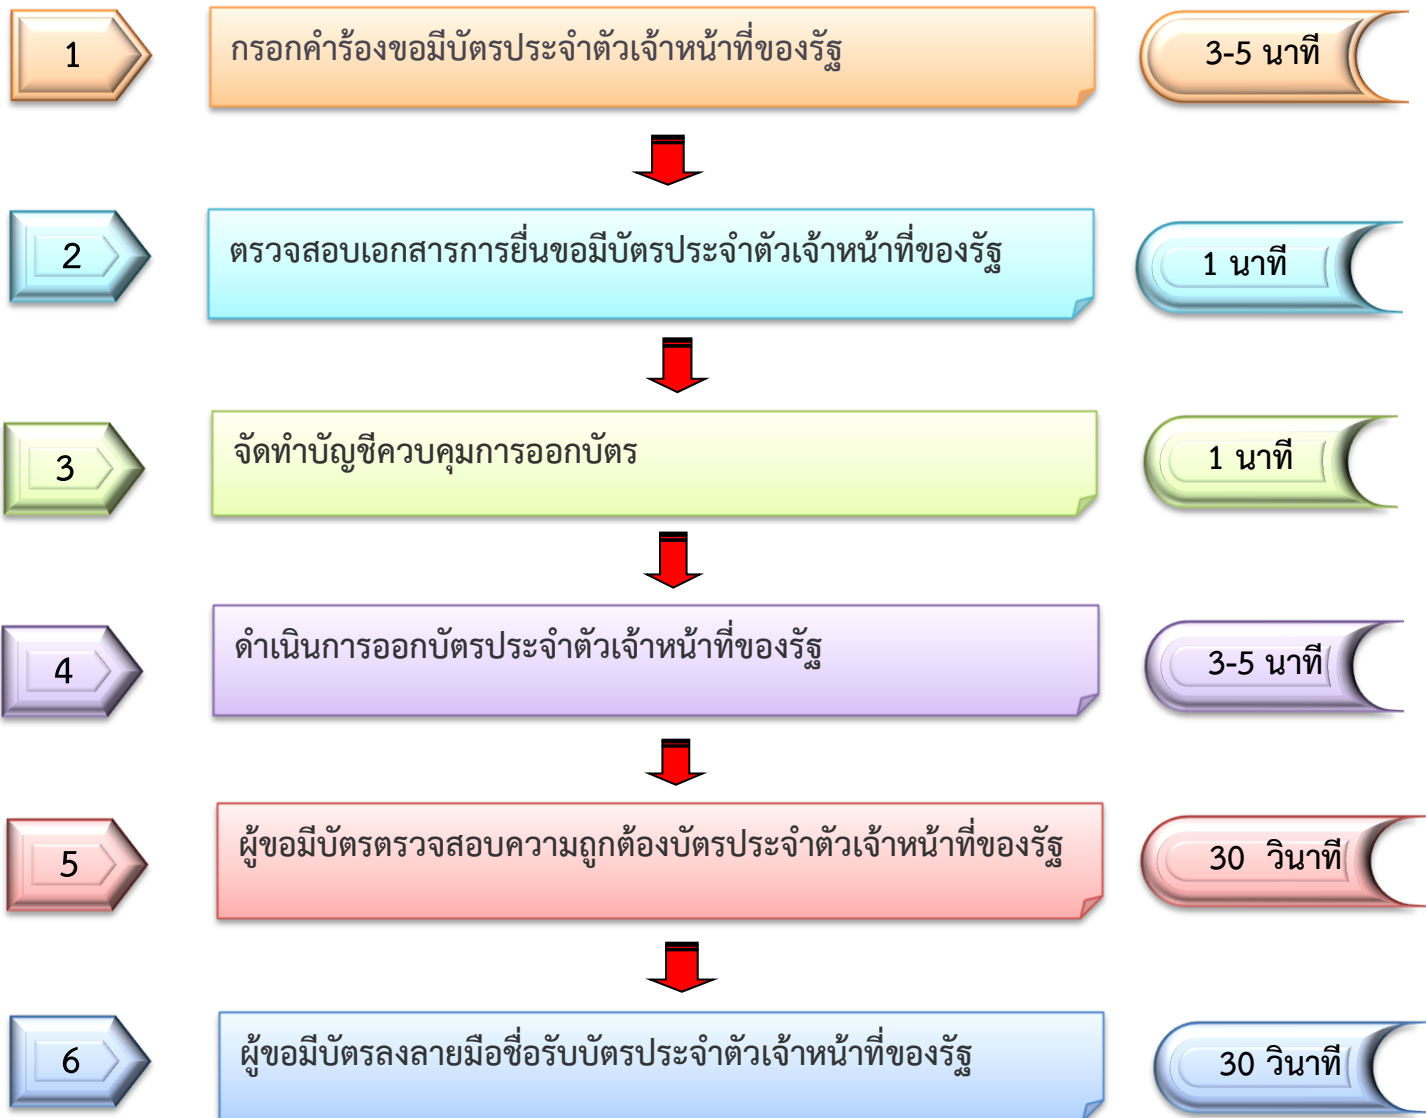 1
กรอกคำร้องขอมีบัตรประจำตัวเจ้าหน้าที่ของรัฐ
3-5 นาที
2
ตรวจสอบเอกสารการยื่นขอมีบัตรประจำตัวเจ้าหน้าที่ของรัฐ
1 นาที
3
จัดทำบัญชีควบคุมการออกบัตร
1 นาที
4
ดำเนินการออกบัตรประจำตัวเจ้าหน้าที่ของรัฐ
3-5 นาที
5
ผู้ขอมีบัตรตรวจสอบความถูกต้องบัตรประจำตัวเจ้าหน้าที่ของรัฐ
30 วินาที
6
ผู้ขอมีบัตรลงลายมือชื่อรับบัตรประจำตัวเจ้าหน้าที่ของรัฐ
30 วินาที